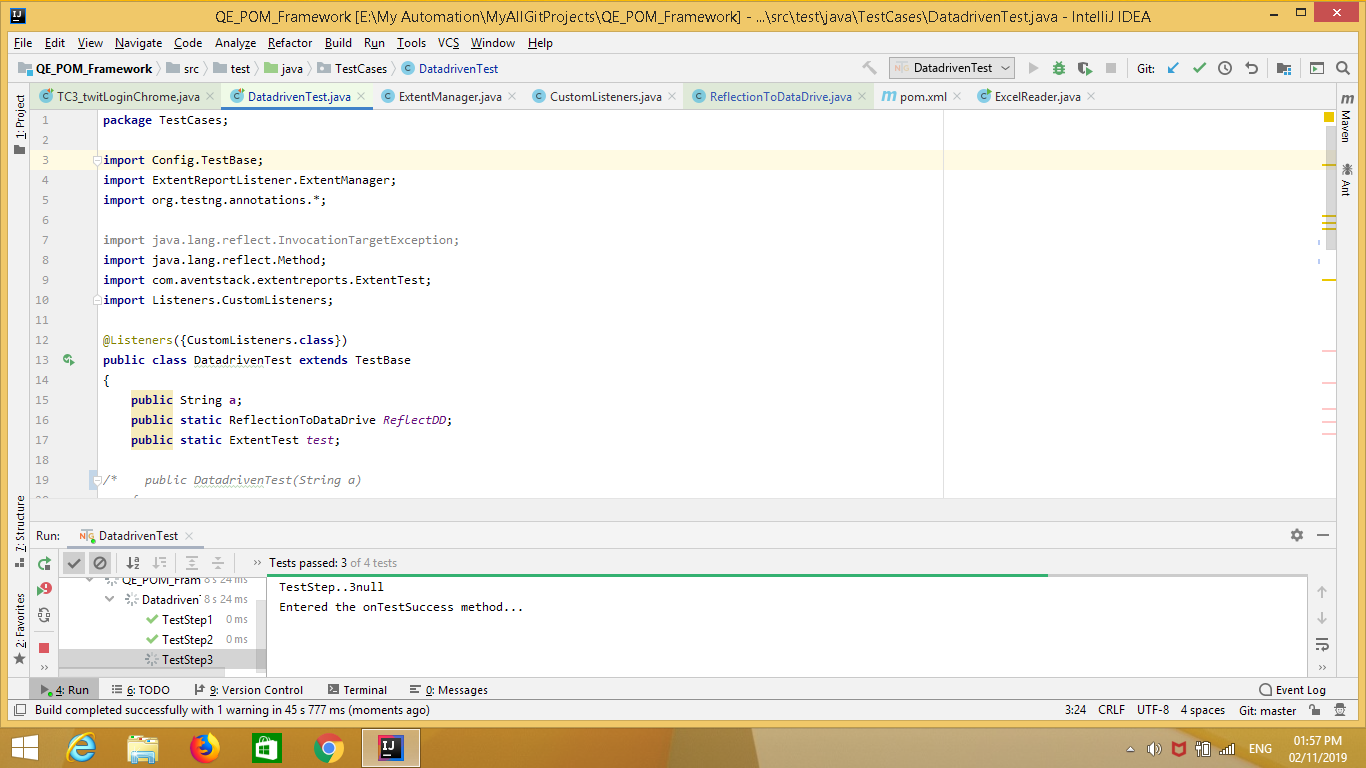 QE_POM_Framework [E:\My Automation\MyAllGitProjects\QE_POM_Framework] - ...\src\test\java\TestCases\DatadrivenTest.java - IntelliJ IDEA
File Edit View Navigate Code Analyze Refactor Build Run Tools VCS Window Help
QE_POM_Framework src test java TestCases DatadrivenTest DatadrivenTest Git:
TC3_twitLoginChrome.java DatadrivenTest.java ExtentManager.java CustomListeners.java ReflectionToDataDrive.java pom.xml ExcelReader.java
1: Project
7: Structure
2: Favorites
Maven
Ant
1 package TestCases;
2
3 import Config.TestBase;
4 import ExtentReportListener.ExtentManager;
5 import org.testng.annotations.*;
6
7 import java.lang.reflect.InvocationTargetException;
8 import java.lang.reflect.Method;
9 import com.aventstack.extentreports.ExtentTest;
10 import Listeners.CustomListeners;
11
12 @Listeners({CustomListeners.class})
13 public class DatadrivenTest extends TestBase
14 {
15 public String a;
16 public static ReflectionToDataDrive ReflectDD;
17 public static ExtentTest test;
18
19 /* public DatadrivenTest(String a)
Run: DatadrivenTest
Tests passed: 3 of 4 tests
QE_POM_Fram 8 s 24 ms
Datadriven 8 s 24 ms
TestStep1 0 ms
TestStep2 0 ms
TestStep3
TestStep..3null
Entered the onTestSuccess method...
4: Run 6: TODO 9: Version Control Terminal 0: Messages Event Log
Build completed successfully with 1 warning in 45 s 777 ms (moments ago) 3:24 CRLF UTF-8 4 spaces Git: master
ENG 01:57 PM
02/11/2019